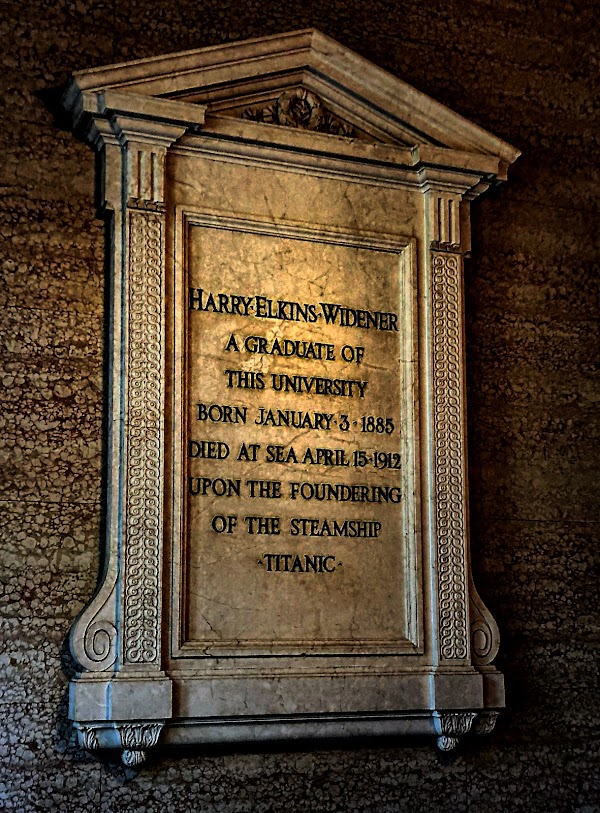 HARRY·ELKINS·WIDENER
A GRADUATE OF
THIS UNIVERSITY
BORN JANUARY·3·1885
DIED AT SEA APRIL 15·1912
UPON THE FOUNDERING
OF THE STEAMSHIP
·TITANIC·